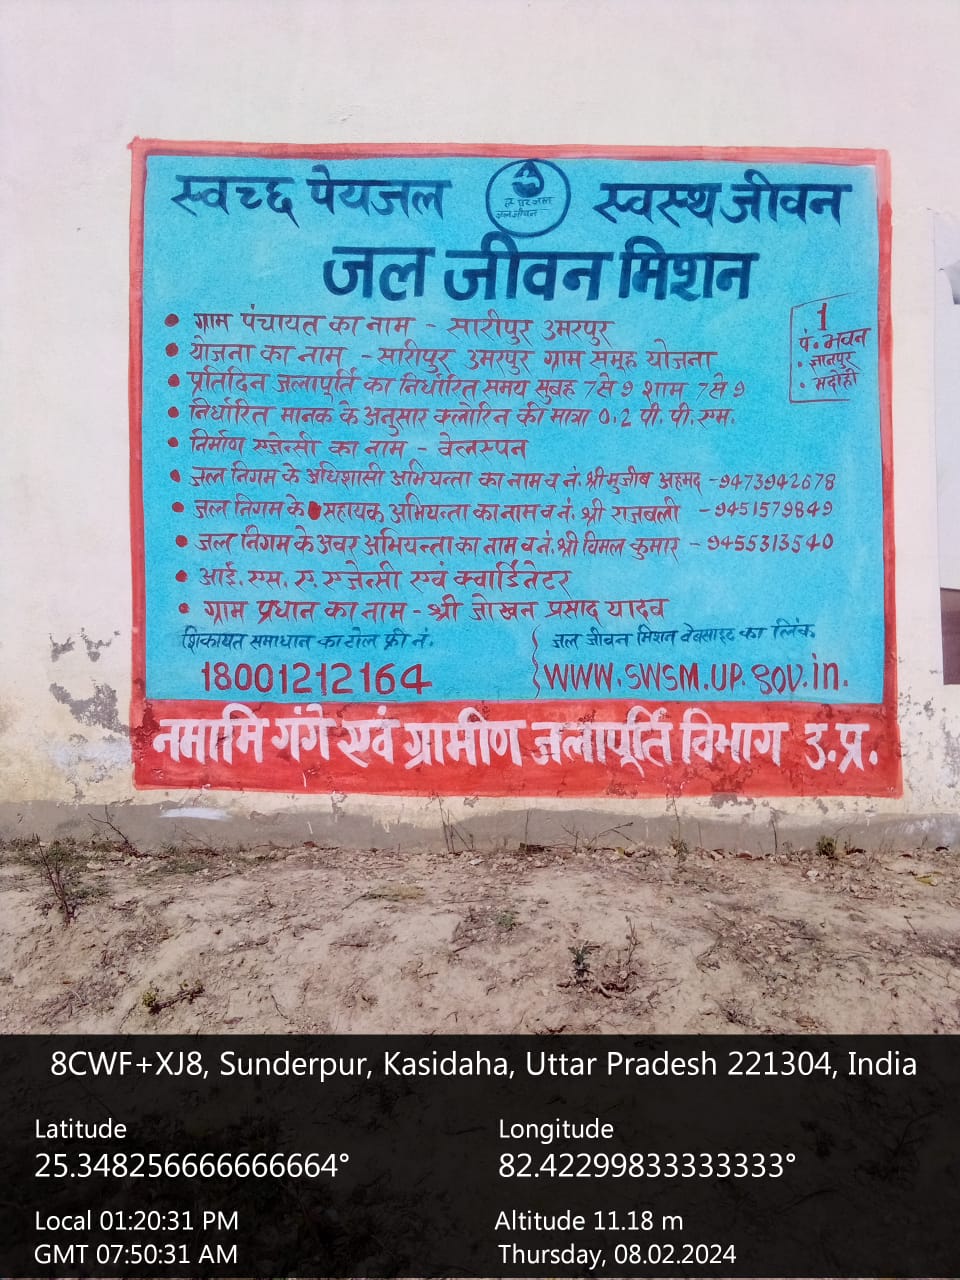 स्वच्छ पेयजल
हर घर जल
जल जीवन
स्वस्थ जीवन
जल जीवन मिशन
1
पं. भवन
• ज्ञानपुर
• भदोही
• ग्राम पंचायत का नाम - सारीपुर उमरपुर
• योजना का नाम - सारीपुर उमरपुर ग्राम समूह योजना
• प्रतिदिन जलापूर्ति का निर्धारित समय सुबह 7 से 9 शाम 7 से 9
• निर्धारित मानक के अनुसार क्लोरिन की मात्रा 0.2 पी. पी. एम.
• निर्माण एजेन्सी का नाम - वेलस्पन
• जल निगम के अधिशासी अभियन्ता का नाम व नं. श्री मुजीब अहमद - 9473942678
• जल निगम के सहायक अभियन्ता का नाम व नं. श्री राजबली - 9451579849
• जल निगम के अवर अभियन्ता का नाम व नं. श्री विमल कुमार - 9455313540
• आई. एस. ए. एजेन्सी एवं क्वार्डिनेटर
• ग्राम प्रधान का नाम - श्री जोखन प्रसाद यादव
शिकायत समाधान का टोल फ्री नं.
18001212164
जल जीवन मिशन वेबसाइट का लिंक
WWW.SWSM.UP.gov.in.
नमामि गंगे एवं ग्रामीण जलापूर्ति विभाग उ.प्र.
8CWF+XJ8, Sunderpur, Kasidaha, Uttar Pradesh 221304, India
Latitude
25.348256666666664°
Longitude
82.42299833333333°
Local 01:20:31 PM
GMT 07:50:31 AM
Altitude 11.18 m
Thursday, 08.02.2024